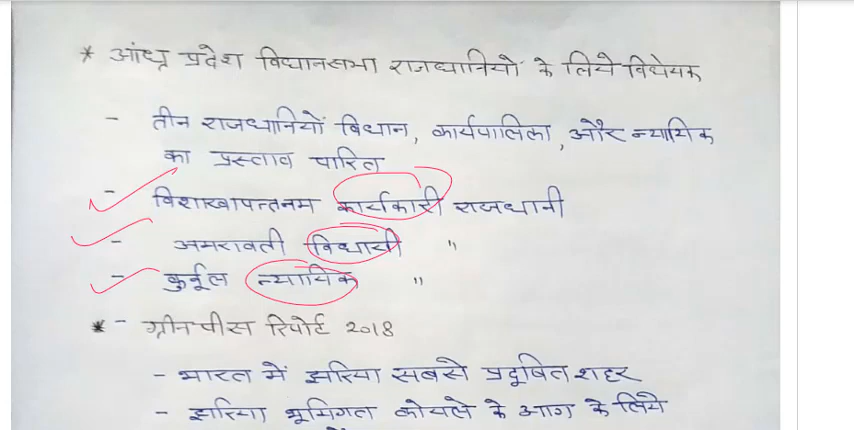 * आंध्र प्रदेश विधानसभा राजधानियों के लिये विधेयक
- तीन राजधानियों विधान, कार्यपालिका, और न्यायिक
का प्रस्ताव पारित
- विशाखापन्तनम कार्यकारी राजधानी
- अमरावती विधायी "
- कुर्नूल न्यायिक "
* - ग्रीनपीस रिपोर्ट 2018
- भारत में झरिया सबसे प्रदूषित शहर
- झरिया भूमिगत कोयले के आग के लिये